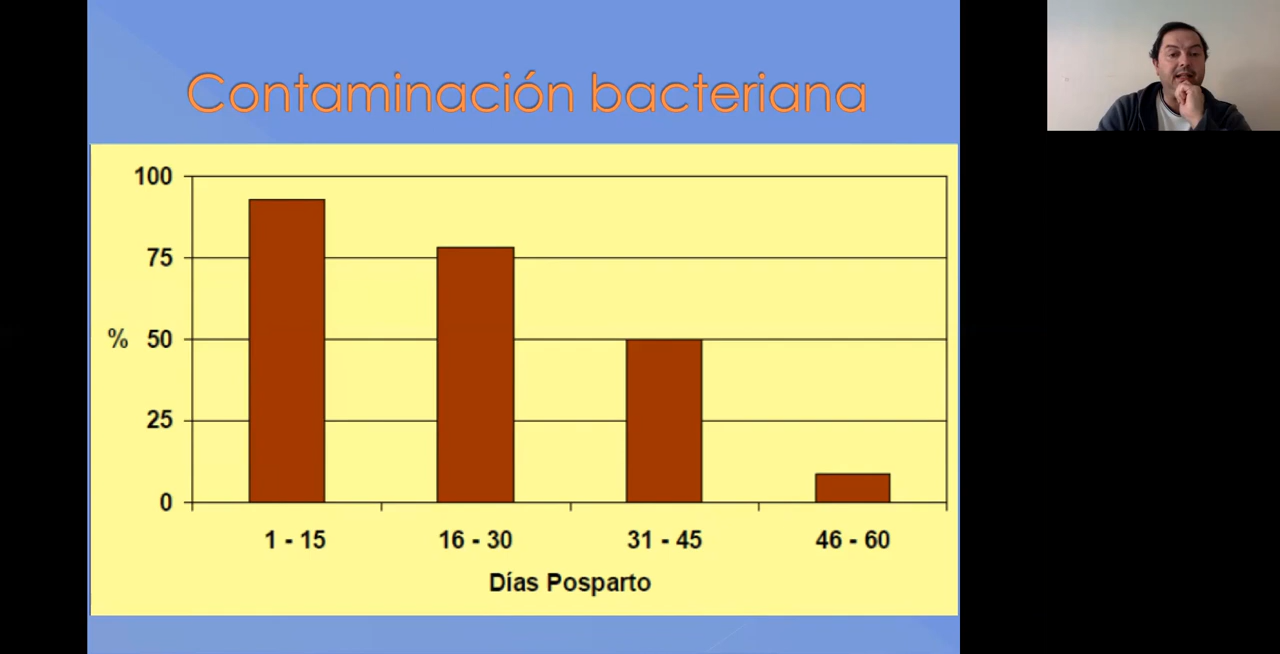 Contaminación bacteriana
100
75
% 50
25
0
1 - 15 16 - 30 31 - 45 46 - 60
Días Posparto